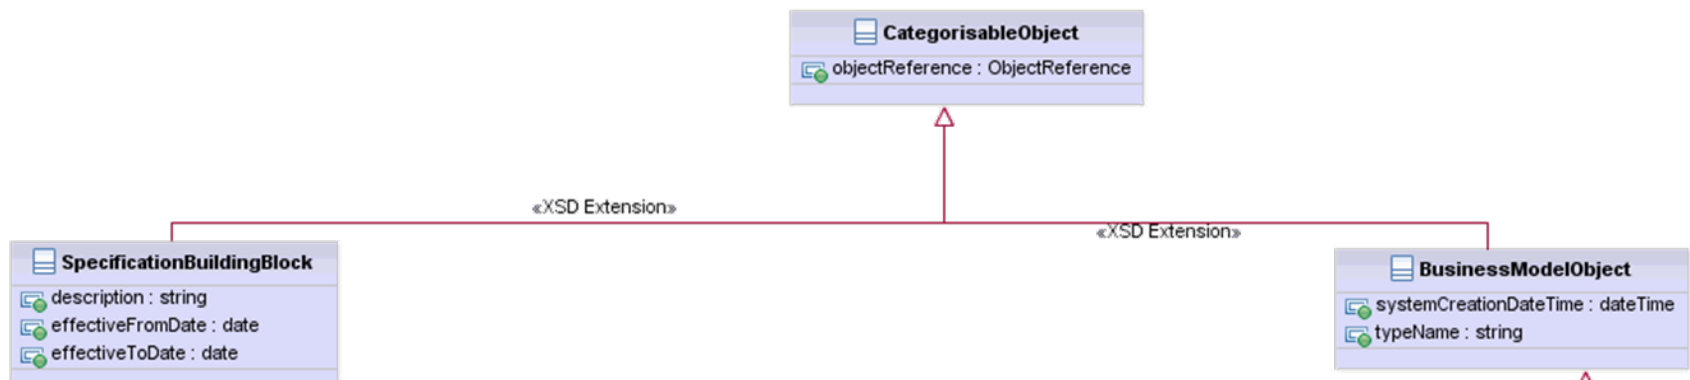 CategorisableObject
objectReference : ObjectReference
«XSD Extension»
«XSD Extension»
SpecificationBuildingBlock
description : string
effectiveFromDate : date
effectiveToDate : date
BusinessModelObject
systemCreationDateTime : dateTime
typeName : string